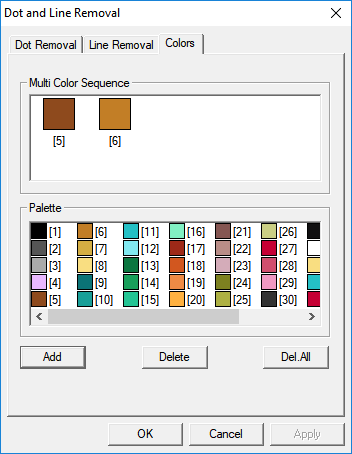 Dot and Line Removal
Dot Removal Line Removal Colors
Multi Color Sequence
[5] [6]
Palette
[1] [6] [11] [16] [21] [26]
[2] [7] [12] [17] [22] [27]
[3] [8] [13] [18] [23] [28]
[4] [9] [14] [19] [24] [29]
[5] [10] [15] [20] [25] [30]
Add Delete Del.All
OK Cancel Apply